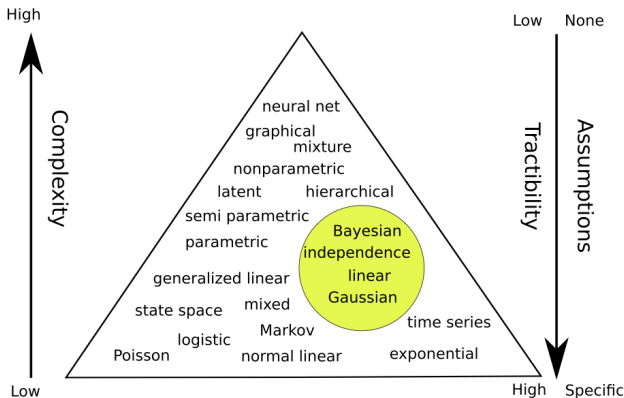 High
Low None
neural net
graphical
mixture
nonparametric
latent hierarchical
semi parametric
parametric
Bayesian
independence
linear
Gaussian
generalized linear
state space
mixed
time series
Markov
logistic
Poisson
normal linear
exponential
Complexity
Tractibility
Assumptions
Low
High Specific